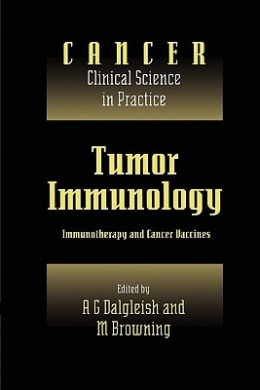 CANCER
Clinical Science
in Practice
Tumor
Immunology
Immunotherapy and Cancer Vaccines
Edited by
A G Dalgleish and
M Browning